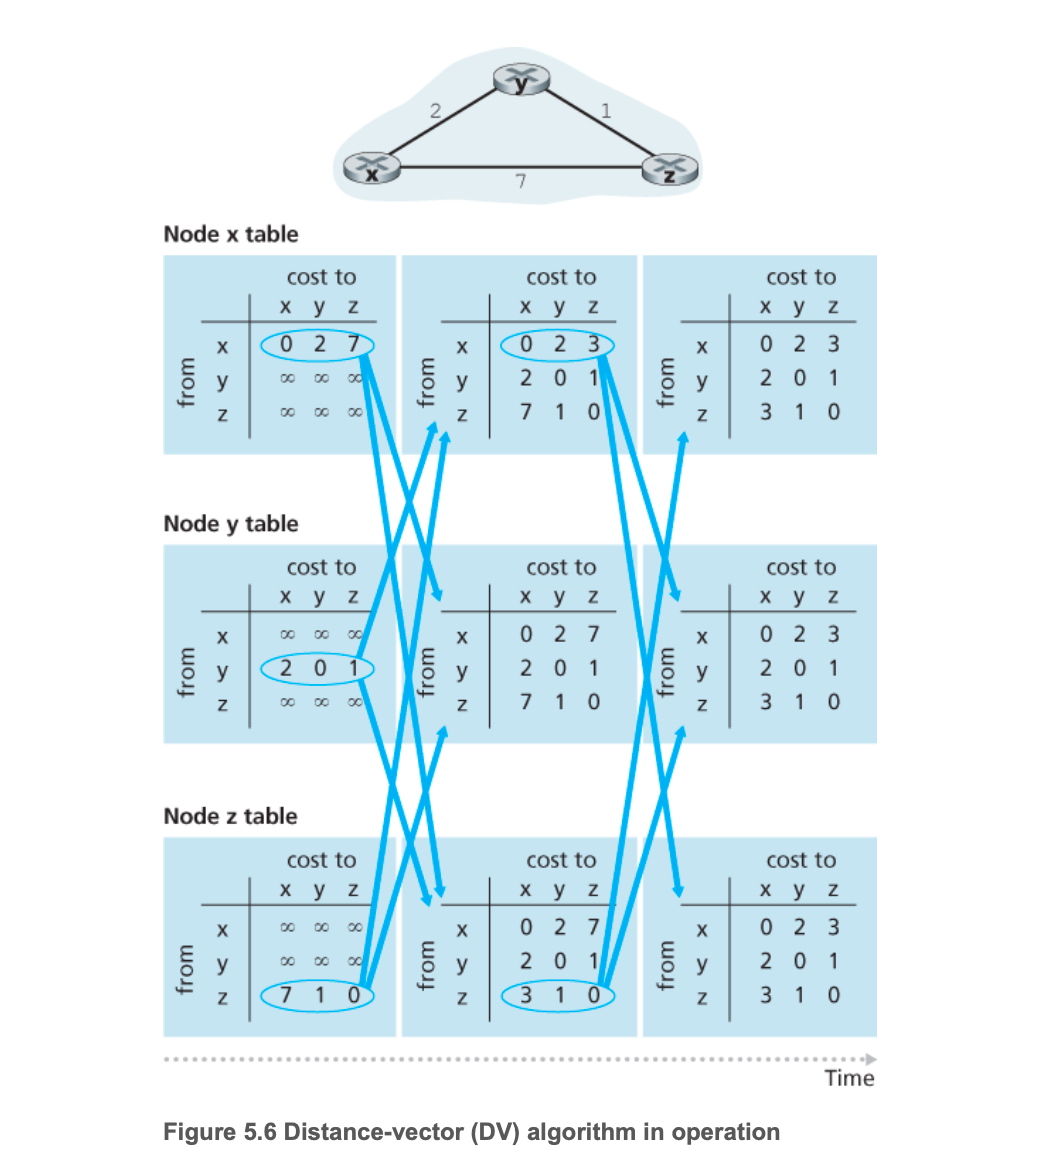 y
2
1
x
z
7
Node x table
cost to
x y z
from
x 0 2 7
y ∞ ∞ ∞
z ∞ ∞ ∞
cost to
x y z
from
x 0 2 3
y 2 0 1
z 7 1 0
cost to
x y z
from
x 0 2 3
y 2 0 1
z 3 1 0
Node y table
cost to
x y z
from
x ∞ ∞ ∞
y 2 0 1
z ∞ ∞ ∞
cost to
x y z
from
x 0 2 7
y 2 0 1
z 7 1 0
cost to
x y z
from
x 0 2 3
y 2 0 1
z 3 1 0
Node z table
cost to
x y z
from
x ∞ ∞ ∞
y ∞ ∞ ∞
z 7 1 0
cost to
x y z
from
x 0 2 7
y 2 0 1
z 3 1 0
cost to
x y z
from
x 0 2 3
y 2 0 1
z 3 1 0
Time
Figure 5.6 Distance-vector (DV) algorithm in operation